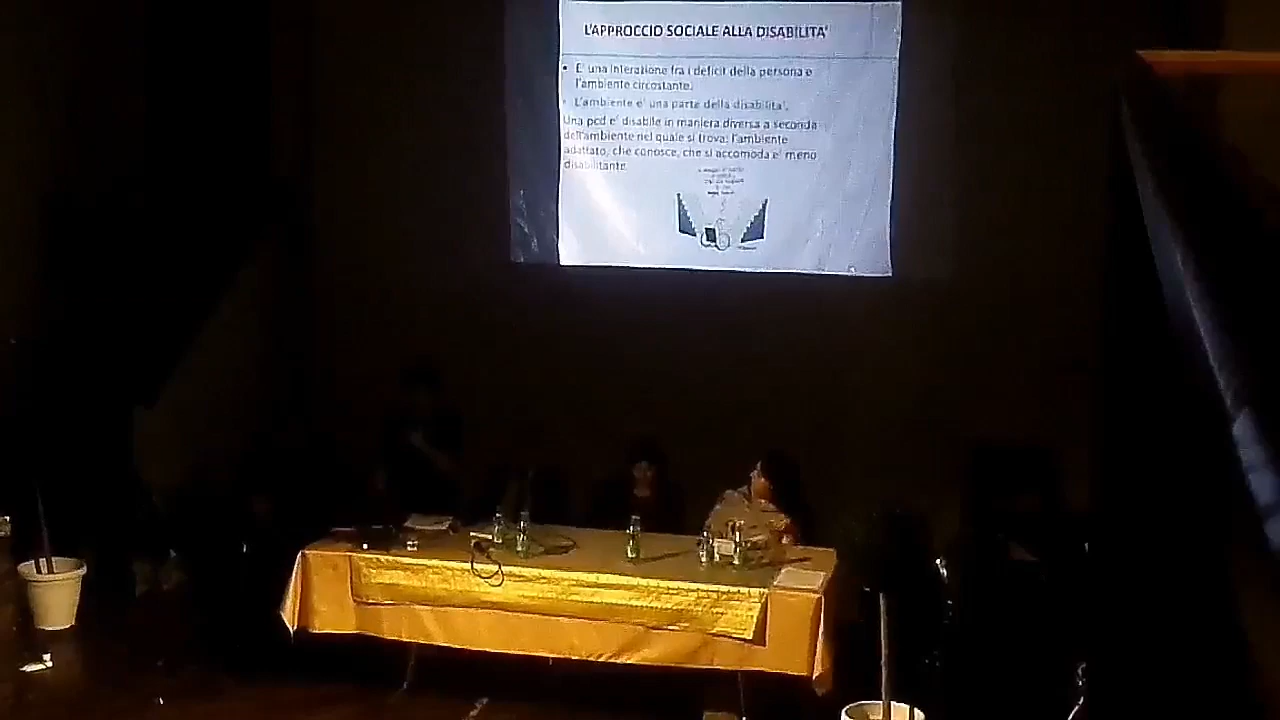 L'APPROCCIO SOCIALE ALLA DISABILITA'
E' una interazione fra i deficit della persona e
l'ambiente circostante.
L'ambiente e' una parte della disabilita'.
Una pcd e' disabile in maniera diversa a seconda
dell'ambiente nel quale si trova: l'ambiente
adattato, che conosce, che si accomoda e' meno
disabilitante